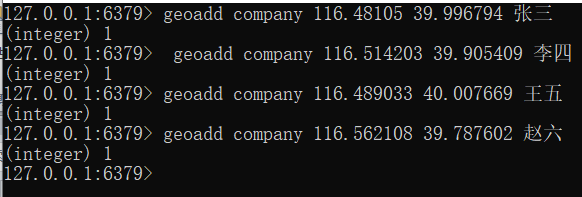 127.0.0.1:6379> geoadd company 116.48105 39.996794 张三
(integer) 1
127.0.0.1:6379>  geoadd company 116.514203 39.905409 李四
(integer) 1
127.0.0.1:6379> geoadd company 116.489033 40.007669 王五
(integer) 1
127.0.0.1:6379> geoadd company 116.562108 39.787602 赵六
(integer) 1
127.0.0.1:6379>